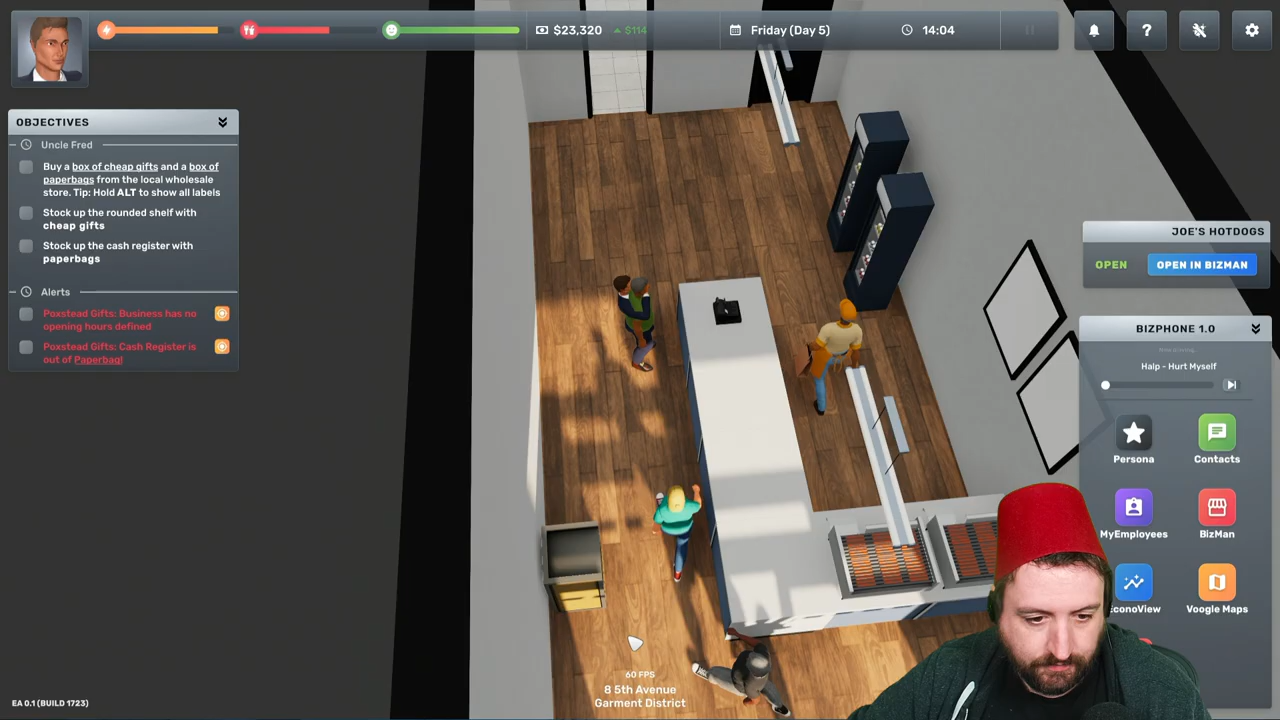 $23,320
$114
Friday (Day 5)
14:04
?
OBJECTIVES
Uncle Fred
Buy a box of cheap gifts and a box of
paperbags from the local wholesale
store. Tip: Hold ALT to show all labels
Stock up the rounded shelf with
cheap gifts
Stock up the cash register with
paperbags
Alerts
Poxstead Gifts: Business has no
opening hours defined
Poxstead Gifts: Cash Register is
out of Paperbag!
JOE'S HOTDOGS
OPEN
OPEN IN BIZMAN
BIZPHONE 1.0
Halp - Hurt Myself
Persona
Contacts
MyEmployees
BizMan
EconoView
Voogle Maps
60 FPS
8 5th Avenue
Garment District
EA 0.1 (BUILD 1723)